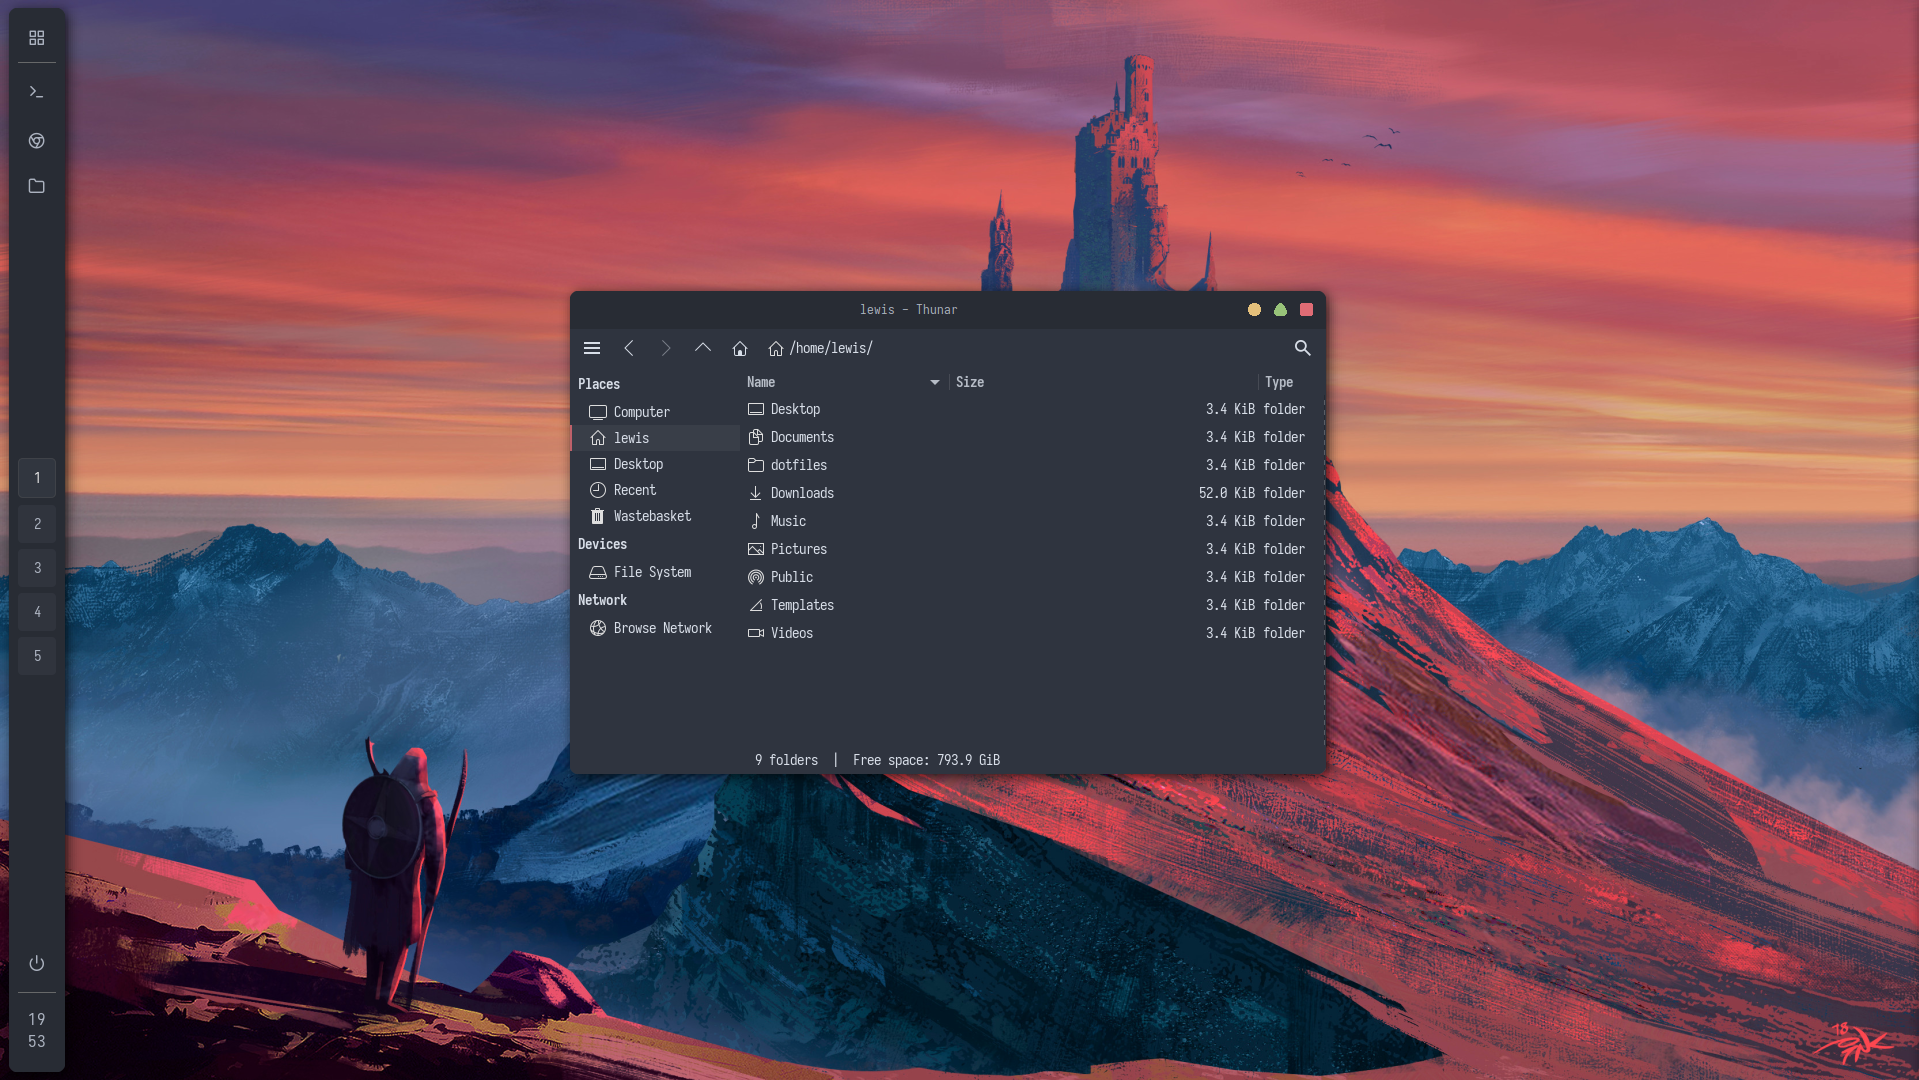 lewis - Thunar
/home/lewis/
Places
Computer
lewis
Desktop
Recent
Wastebasket
Devices
File System
Network
Browse Network
Name Size Type
Desktop 3.4 KiB folder
Documents 3.4 KiB folder
dotfiles 3.4 KiB folder
Downloads 52.0 KiB folder
Music 3.4 KiB folder
Pictures 3.4 KiB folder
Public 3.4 KiB folder
Templates 3.4 KiB folder
Videos 3.4 KiB folder
9 folders | Free space: 793.9 GiB
1
2
3
4
5
19
53